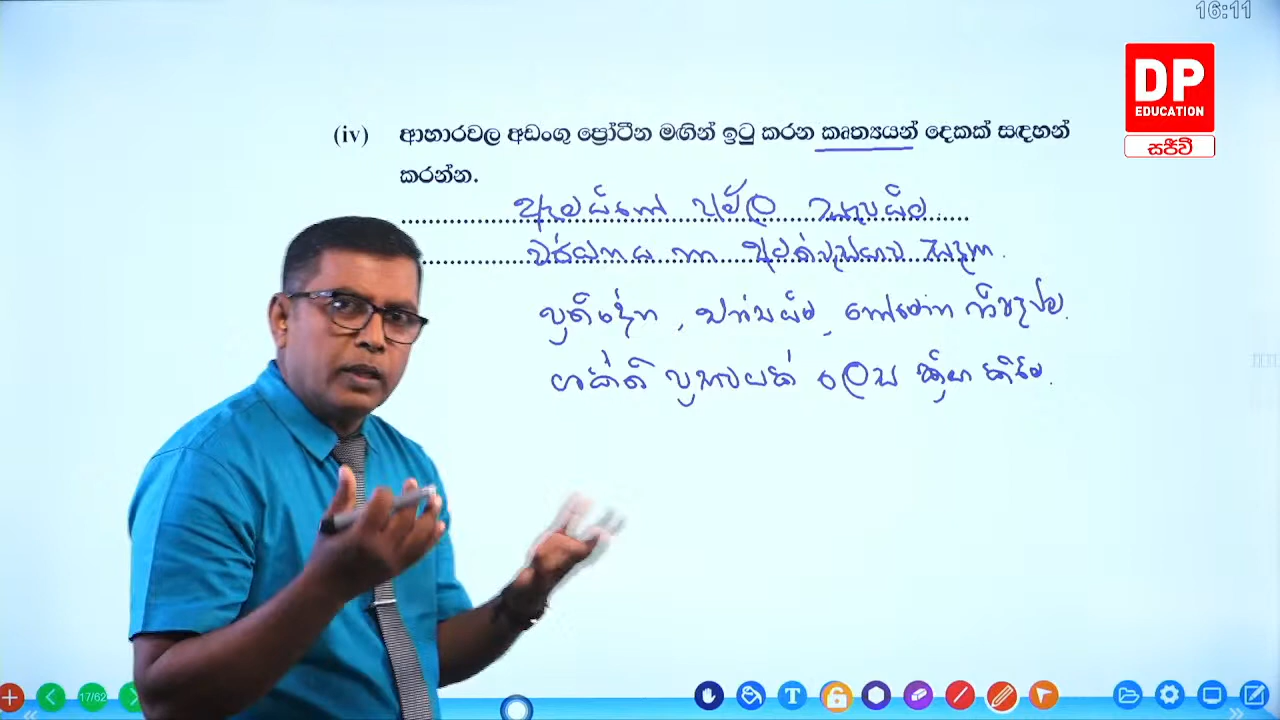 16:11
DP
EDUCATION
සජීවී
(iv) ආහාරවල අඩංගු ප්‍රෝටීන මඟින් ඉටු කරන කෘත්‍යයන් දෙකක් සඳහන්
කරන්න.
ඇමයිනෝ අම්ල සැපයීම
වර්ධනය හා අලුත්වැඩියාව සඳහා.
ප්‍රතිදේහ , එන්සයිම , හෝමෝන නිපදවීම.
ශක්ති ප්‍රභවයක් ලෙස ක්‍රියා කිරීම.
17/62
T